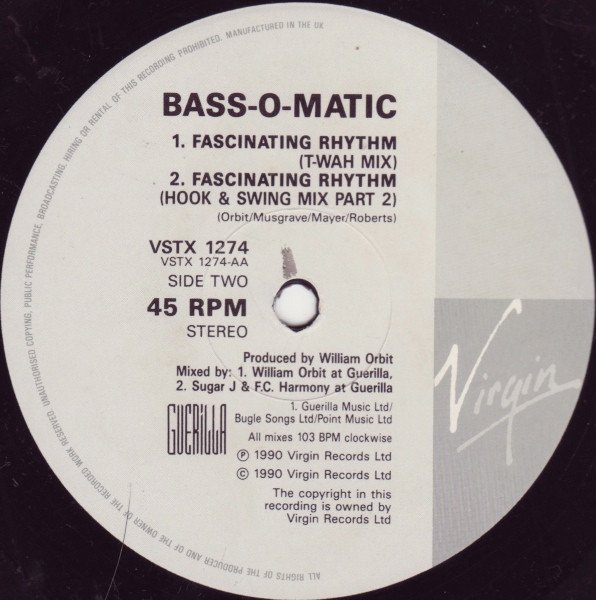 ALL RIGHTS OF THE PRODUCER AND OF THE OWNER OF THE RECORDED WORK RESERVED. UNAUTHORISED COPYING, PUBLIC PERFORMANCE, BROADCASTING, HIRING OR RENTAL OF THIS RECORDING PROHIBITED. MANUFACTURED IN THE UK
BASS-O-MATIC
1. FASCINATING RHYTHM
(T-WAH MIX)
2. FASCINATING RHYTHM
(HOOK & SWING MIX PART 2)
(Orbit/Musgrave/Mayer/Roberts)
VSTX 1274
VSTX 1274-AA
SIDE TWO
45 RPM
STEREO
Produced by William Orbit
Mixed by: 1. William Orbit at Guerilla,
2. Sugar J & F.C. Harmony at Guerilla
GUERILLA
1. Guerilla Music Ltd/
Bugle Songs Ltd/Point Music Ltd
All mixes 103 BPM clockwise
Ⓟ 1990 Virgin Records Ltd
© 1990 Virgin Records Ltd
The copyright in this
recording is owned by
Virgin Records Ltd
Virgin